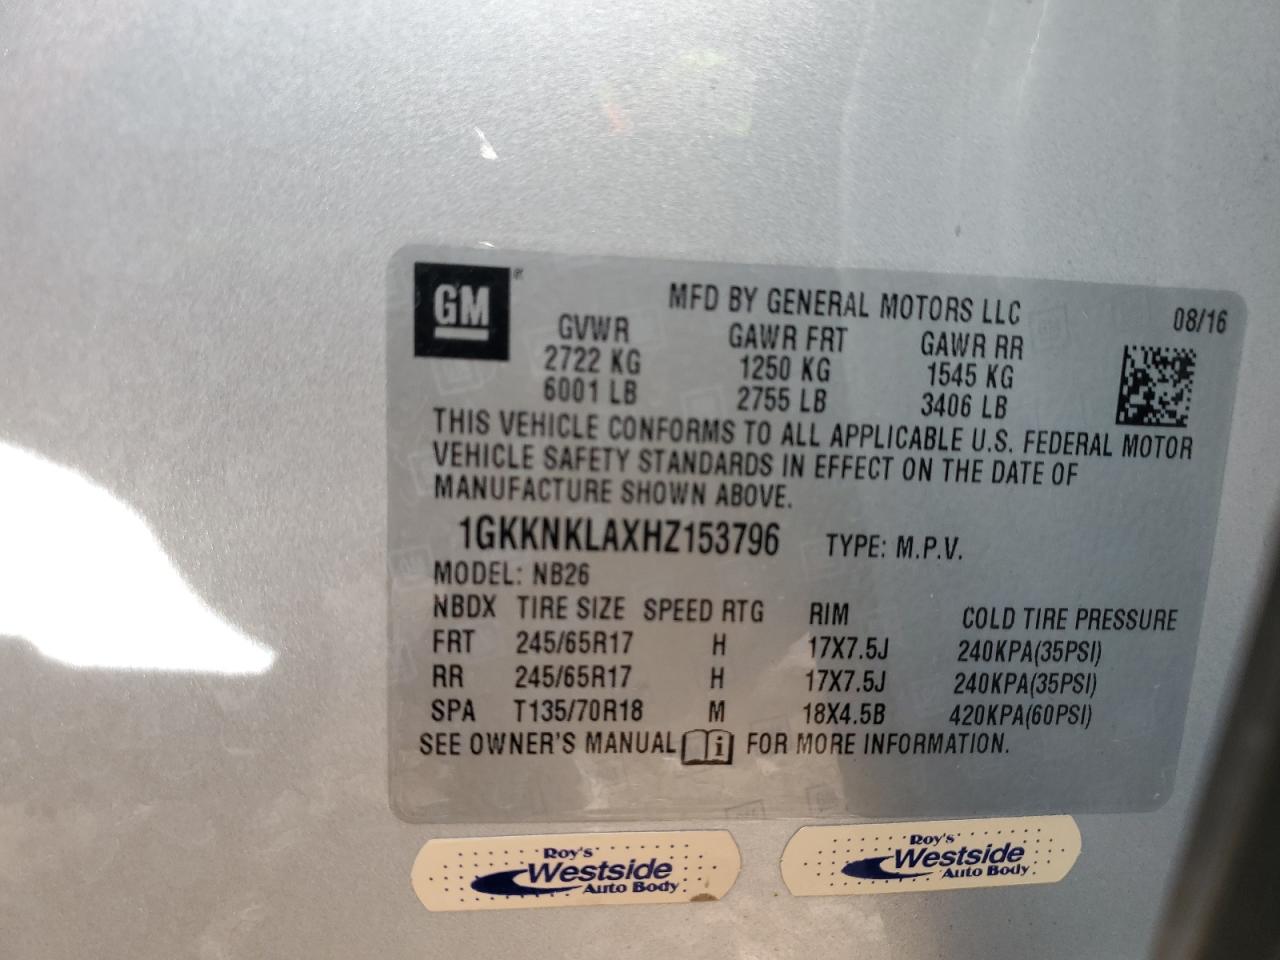 GM
MFD BY GENERAL MOTORS LLC 08/16
GVWR GAWR FRT GAWR RR
2722 KG 1250 KG 1545 KG
6001 LB 2755 LB 3406 LB
THIS VEHICLE CONFORMS TO ALL APPLICABLE U.S. FEDERAL MOTOR
VEHICLE SAFETY STANDARDS IN EFFECT ON THE DATE OF
MANUFACTURE SHOWN ABOVE.
1GKKNKLAXHZ153796 TYPE: M.P.V.
MODEL: NB26
NBDX TIRE SIZE SPEED RTG RIM COLD TIRE PRESSURE
FRT 245/65R17 H 17X7.5J 240KPA(35PSI)
RR 245/65R17 H 17X7.5J 240KPA(35PSI)
SPA T135/70R18 M 18X4.5B 420KPA(60PSI)
SEE OWNER'S MANUAL i FOR MORE INFORMATION.
Roy's
Westside
Auto Body
Roy's
Westside
Auto Body